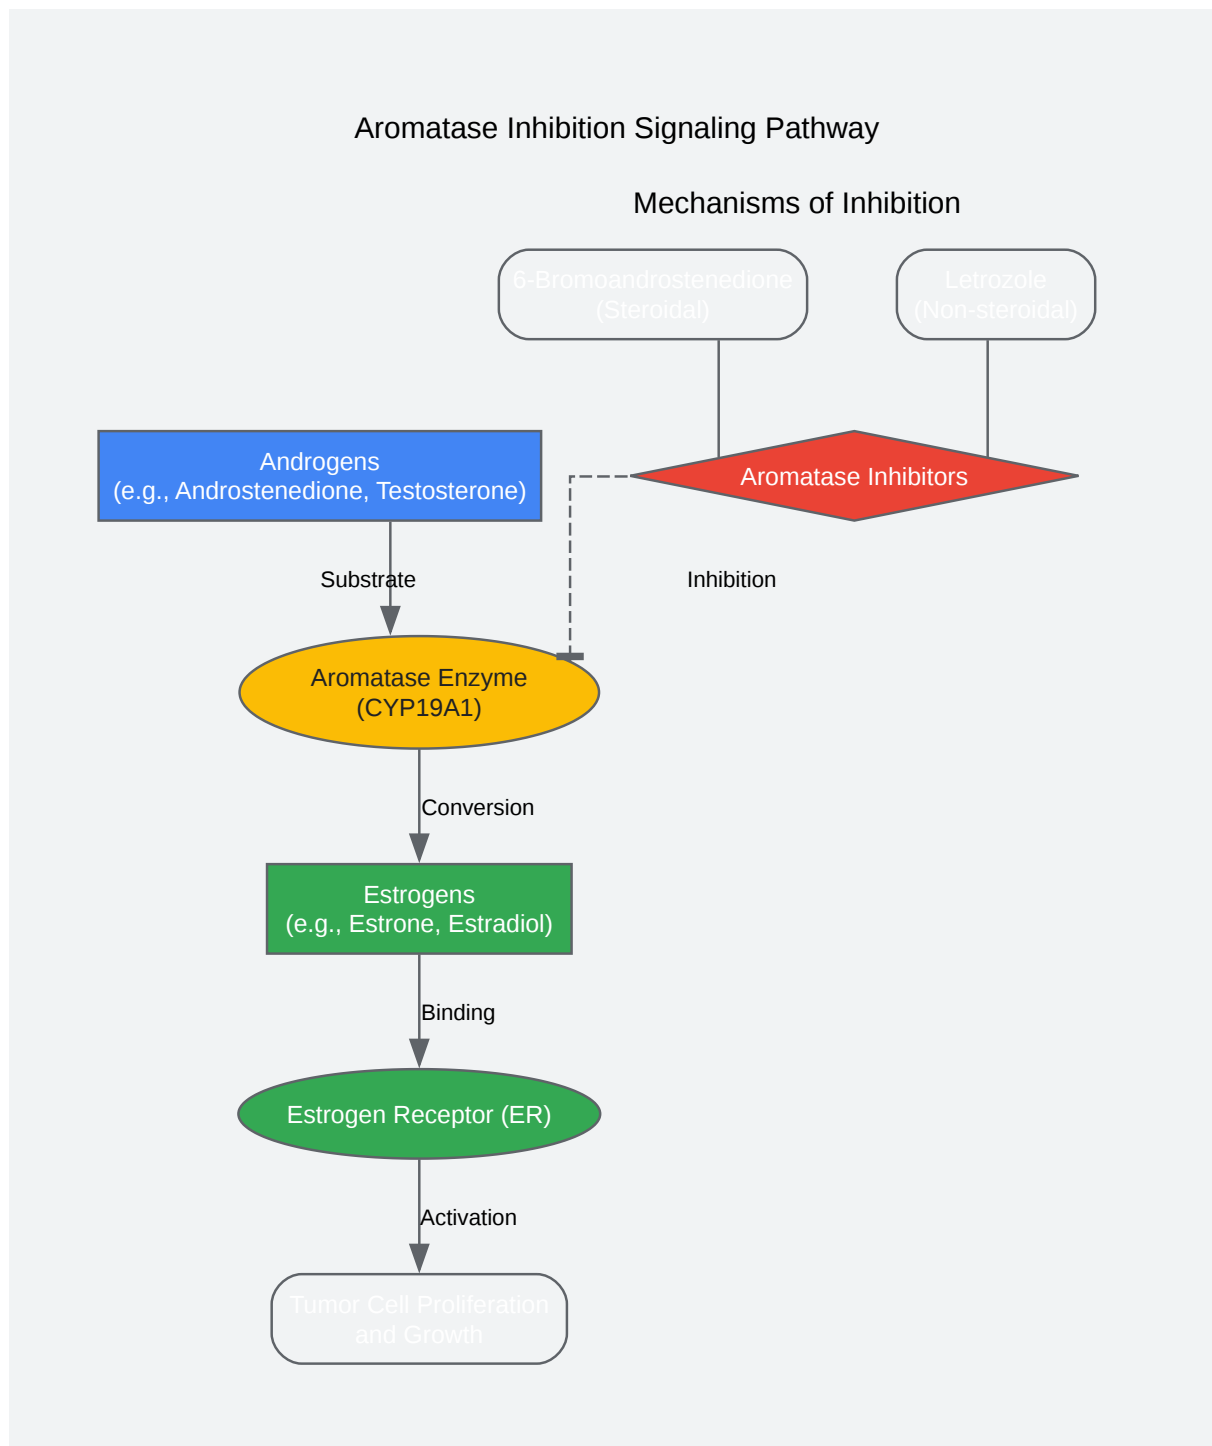 Aromatase Inhibition Signaling Pathway
Mechanisms of Inhibition
6-Bromoandrostenedione
(Steroidal)
Letrozole
(Non-steroidal)
Androgens
(e.g., Androstenedione, Testosterone)
Aromatase Inhibitors
Substrate
Inhibition
Aromatase Enzyme
(CYP19A1)
Conversion
Estrogens
(e.g., Estrone, Estradiol)
Binding
Estrogen Receptor (ER)
Activation
Tumor Cell Proliferation
and Growth